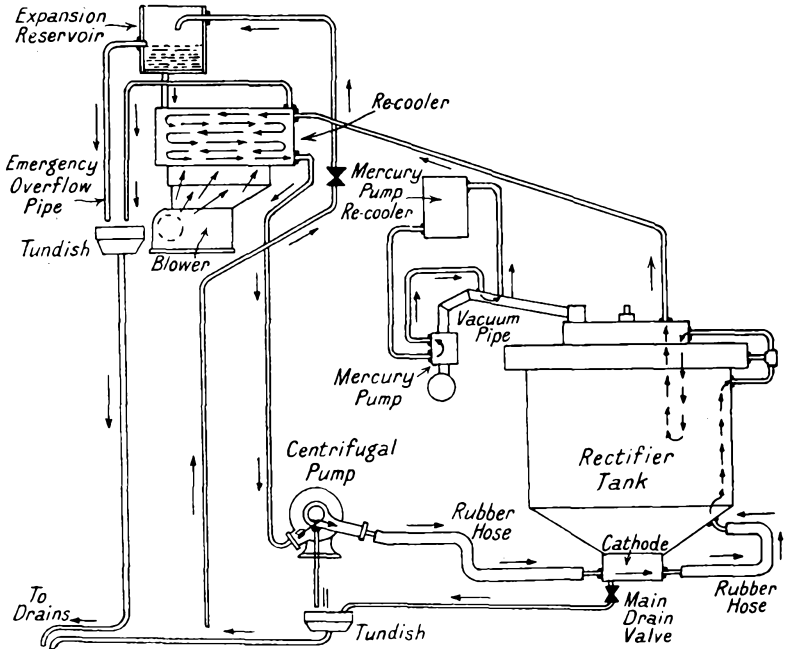 Expansion
Reservoir
Re-cooler
Emergency
Overflow
Pipe
Mercury
Pump
Re-cooler
Tundish
Blower
Vacuum
Pipe
Mercury
Pump
Centrifugal
Pump
Rectifier
Tank
Rubber
Hose
Cathode
Rubber
Hose
To
Drains
Tundish
Main
Drain
Valve